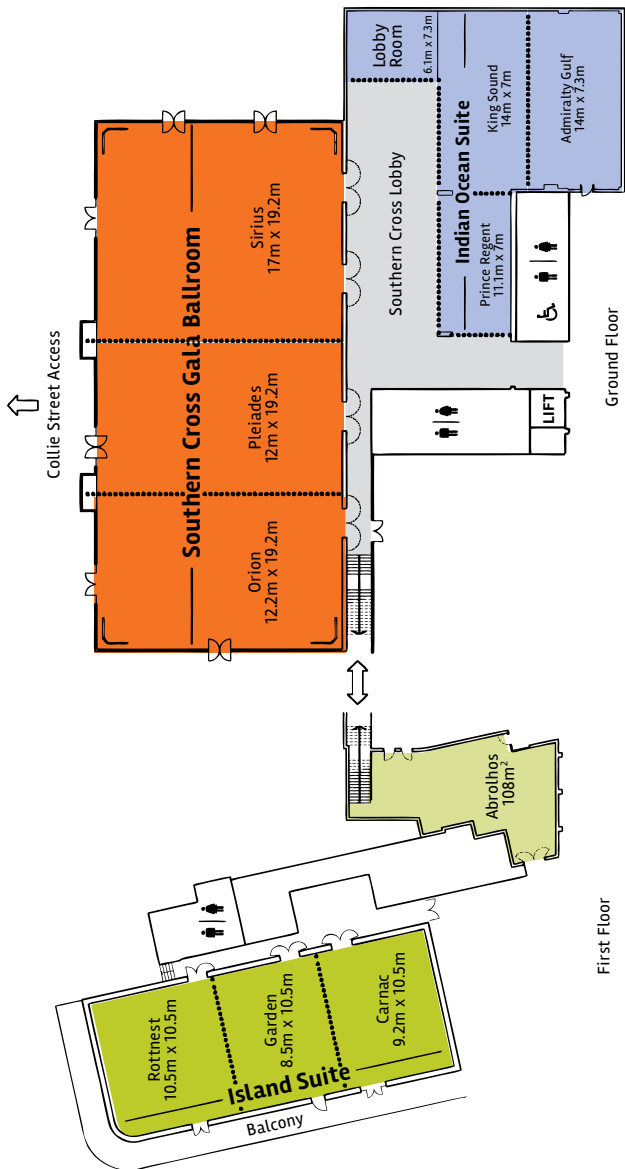 Collie Street Access
Southern Cross Gala Ballroom
Orion
12.2m x 19.2m
Pleiades
12m x 19.2m
Sirius
17m x 19.2m
Southern Cross Lobby
Lobby
Room
6.1m x 7.3m
Indian Ocean Suite
Prince Regent
11.1m x 7m
King Sound
14m x 7m
Admiralty Gulf
14m x 7.3m
LIFT
Ground Floor
Island Suite
Rottnest
10.5m x 10.5m
Garden
8.5m x 10.5m
Carnac
9.2m x 10.5m
Balcony
Abrolhos
108m²
First Floor